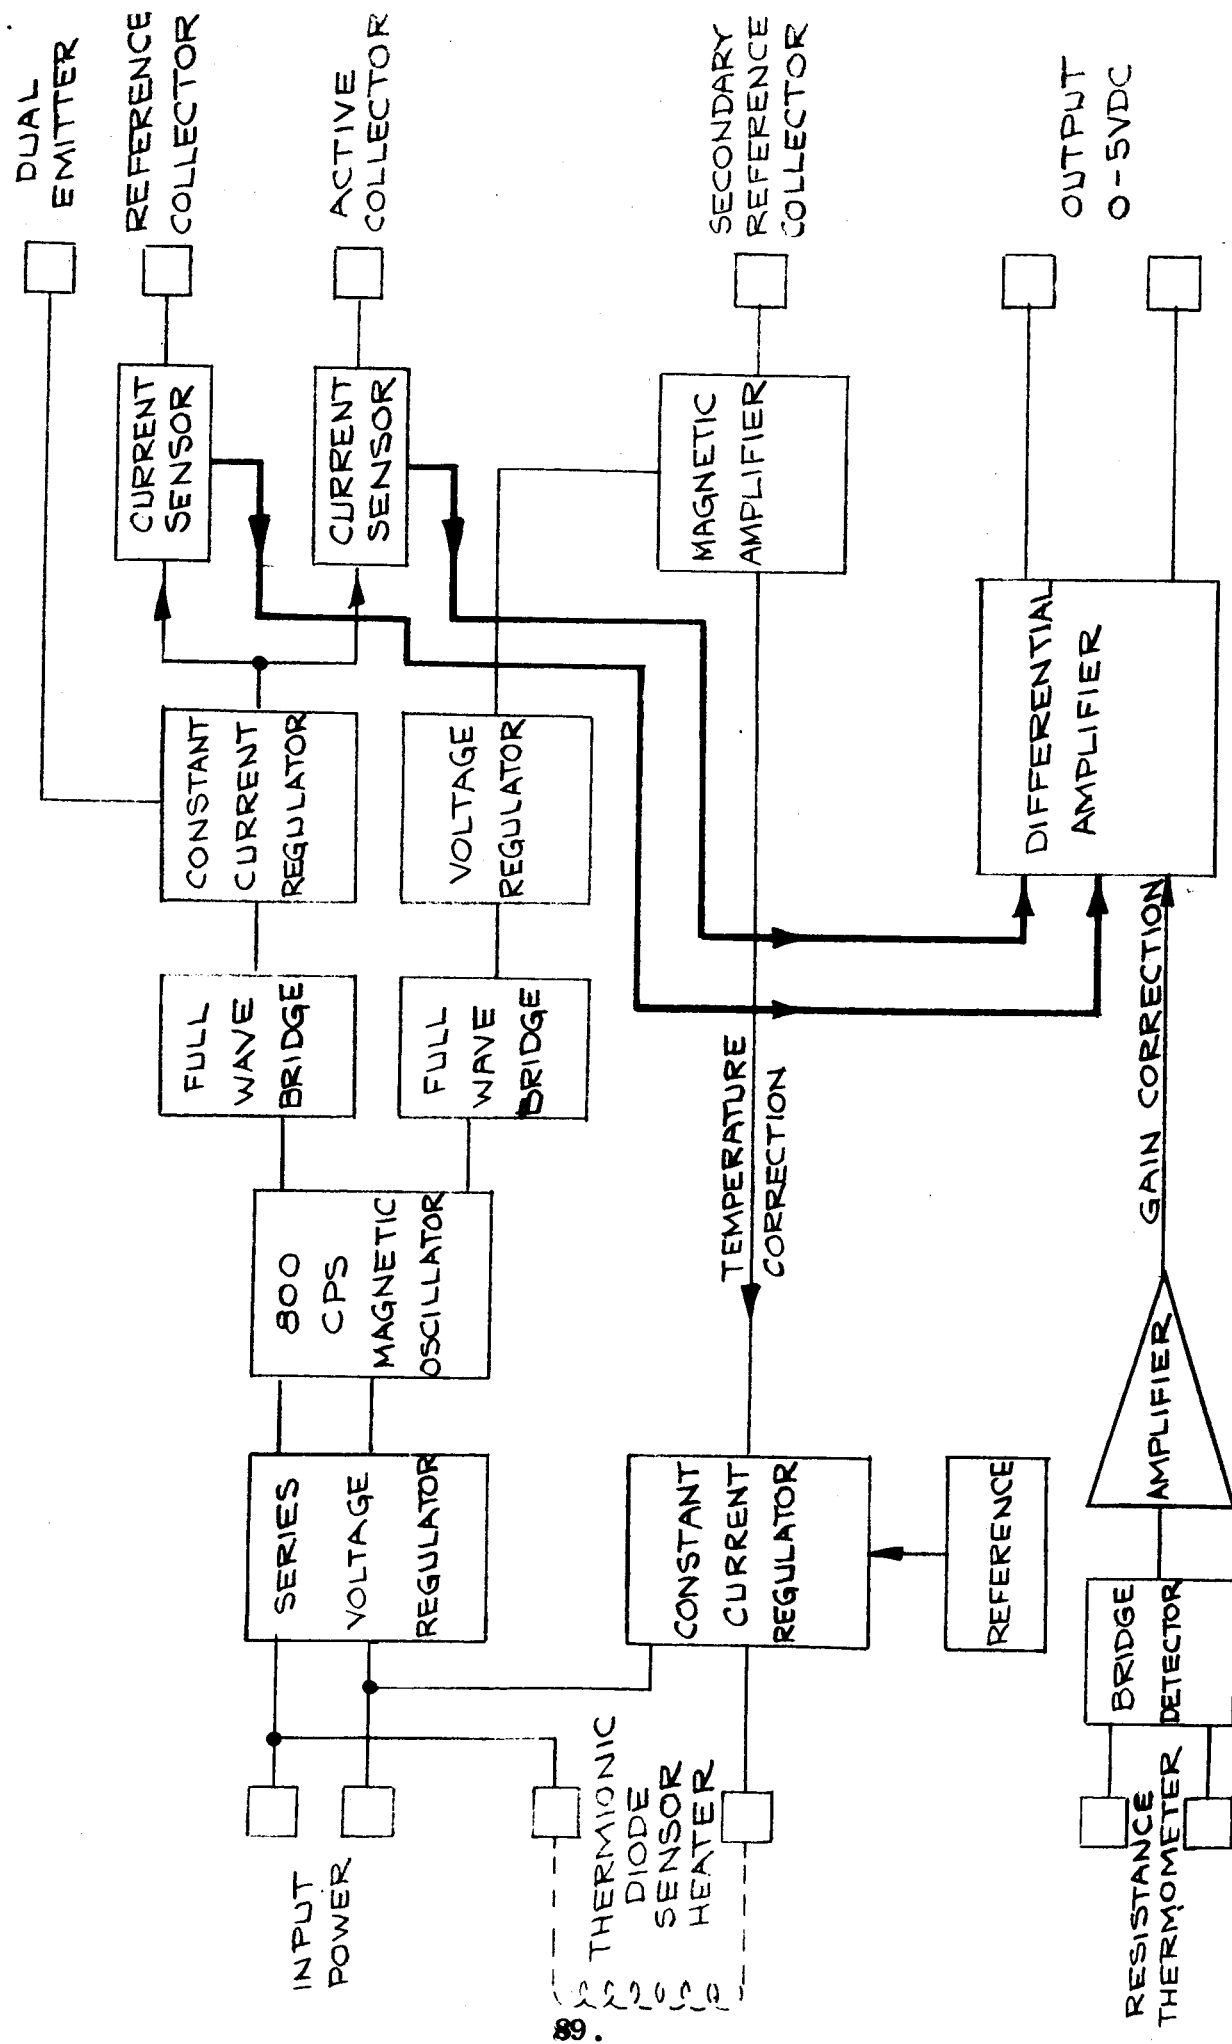 INPUT
POWER
SERIES
VOLTAGE
REGULATOR
800
CPS
MAGNETIC
OSCILLATOR
FULL
WAVE
BRIDGE
CONSTANT
CURRENT
REGULATOR
CURRENT
SENSOR
DUAL
EMITTER
REFERENCE
COLLECTOR
FULL
WAVE
BRIDGE
VOLTAGE
REGULATOR
CURRENT
SENSOR
ACTIVE
COLLECTOR
THERMIONIC
DIODE
SENSOR
HEATER
CONSTANT
CURRENT
REGULATOR
TEMPERATURE
CORRECTION
MAGNETIC
AMPLIFIER
SECONDARY
REFERENCE
COLLECTOR
REFERENCE
RESISTANCE
THERMOMETER
BRIDGE
DETECTOR
AMPLIFIER
GAIN CORRECTION
DIFFERENTIAL
AMPLIFIER
OUTPUT
0-5VDC
89.